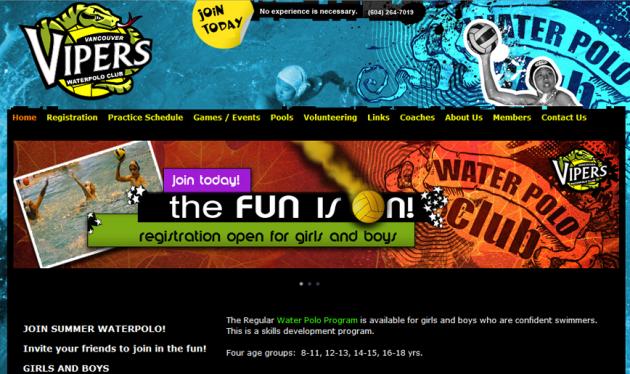 VANCOUVER
VIPERS
WATERPOLO CLUB
JOIN
TODAY
No experience is necessary. (604) 264-7019
WATER POLO
Home Registration Practice Schedule Games / Events Pools Volunteering Links Coaches About Us Members Contact Us
join today!
the FUN is On!
registration open for girls and boys
WATER POLO
club
VIPERS
JOIN SUMMER WATERPOLO!
Invite your friends to join in the fun!
GIRLS AND BOYS
The Regular Water Polo Program is available for girls and boys who are confident swimmers.
This is a skills development program.
Four age groups: 8-11, 12-13, 14-15, 16-18 yrs.